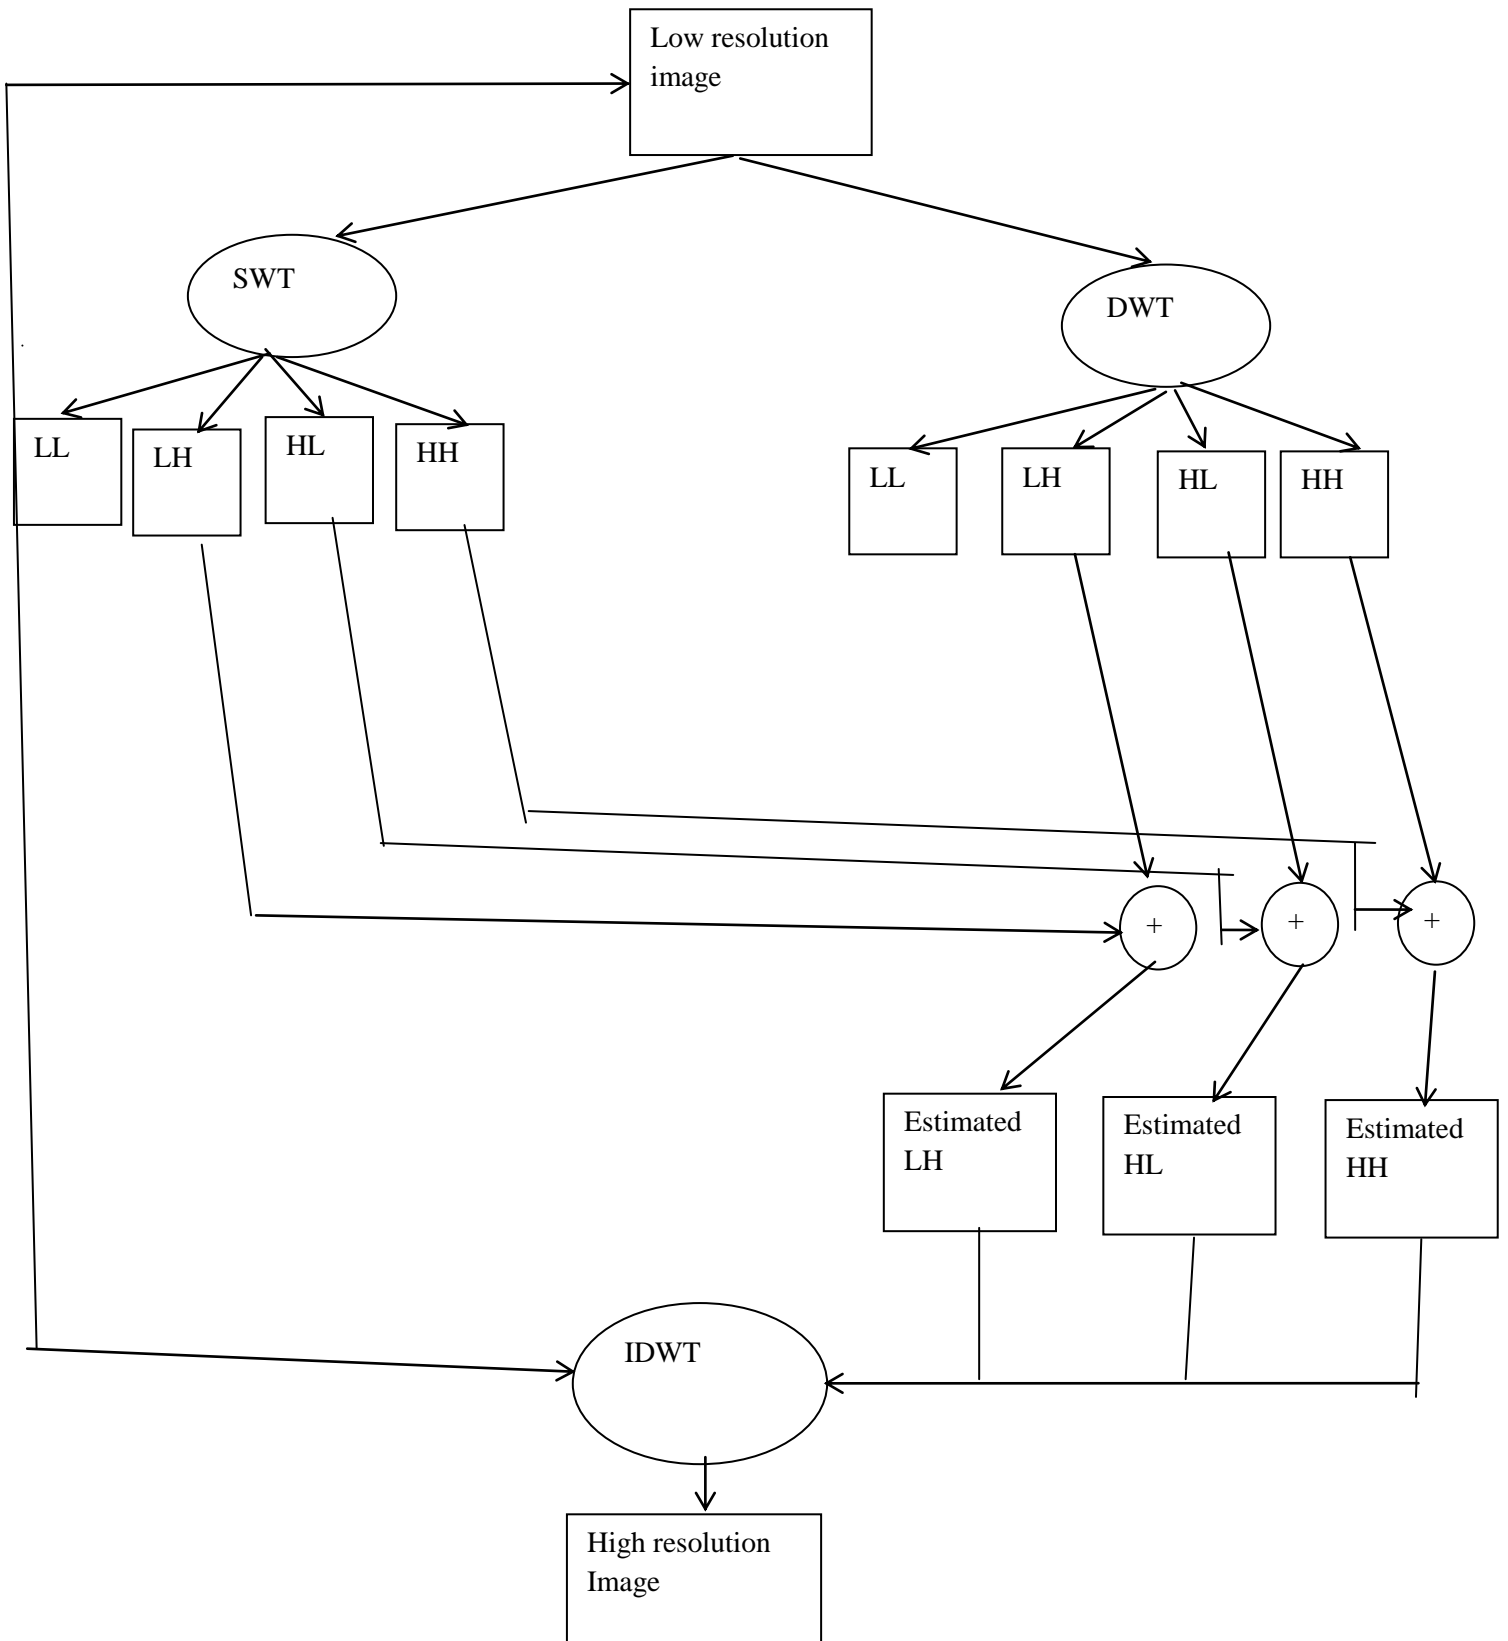 Low resolution
image
SWT
DWT
LL
LH
HL
HH
LL
LH
HL
HH
+
+
+
Estimated
LH
Estimated
HL
Estimated
HH
IDWT
High resolution
Image